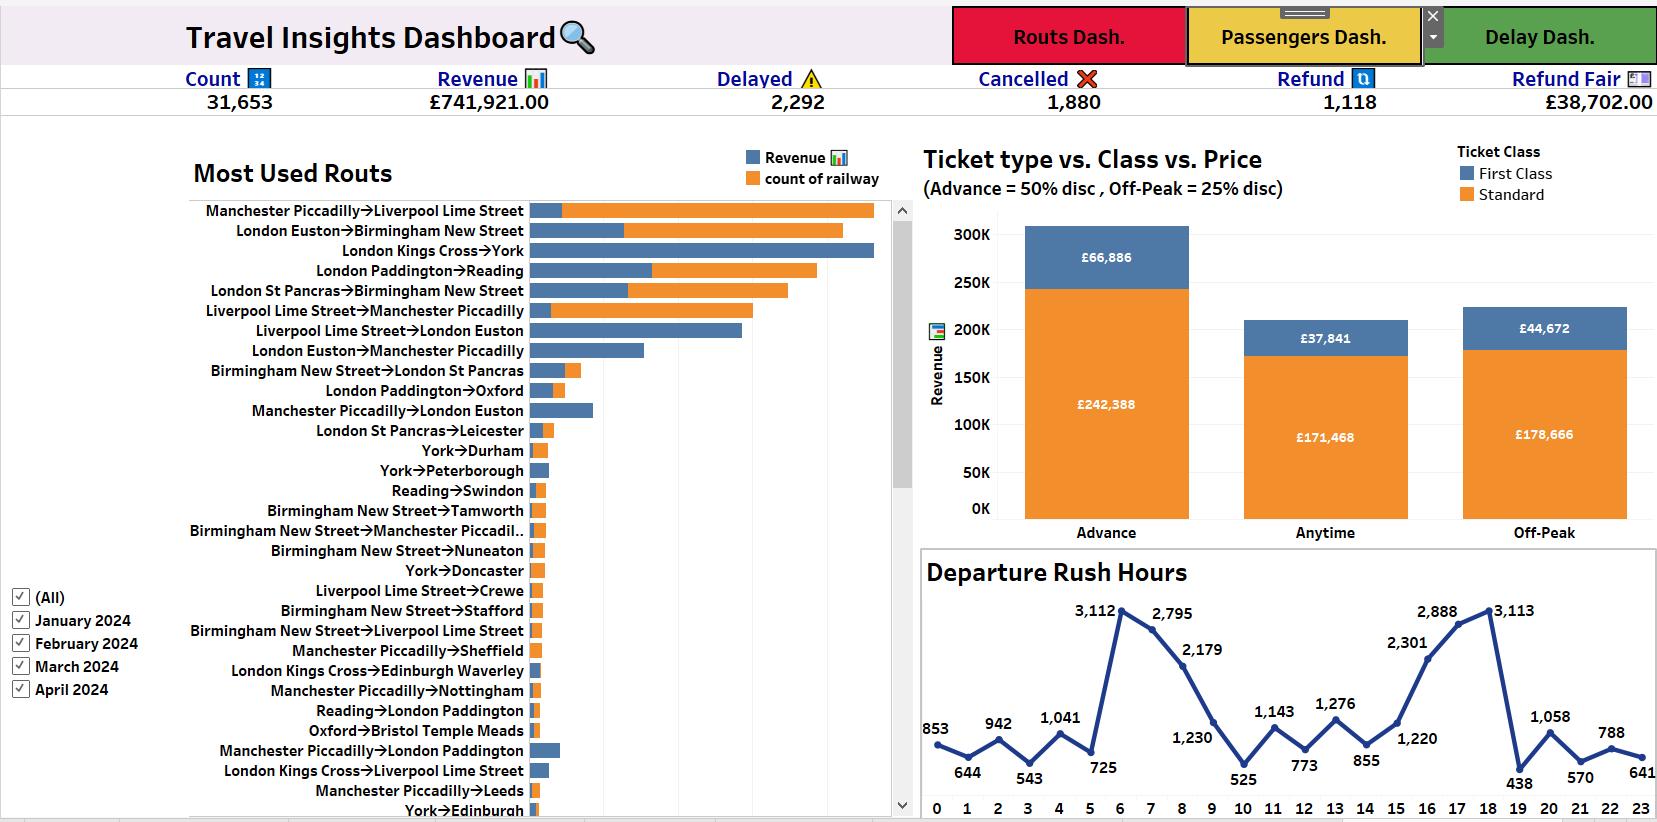 Travel Insights Dashboard
Routs Dash.
Passengers Dash.
Delay Dash.
Count
Revenue
Delayed
Cancelled
Refund
Refund Fair
31,653
£741,921.00
2,292
1,880
1,118
£38,702.00
(All)
January 2024
February 2024
March 2024
April 2024
Most Used Routs
Revenue
count of railway
Manchester Piccadilly→Liverpool Lime Street
London Euston→Birmingham New Street
London Kings Cross→York
London Paddington→Reading
London St Pancras→Birmingham New Street
Liverpool Lime Street→Manchester Piccadilly
Liverpool Lime Street→London Euston
London Euston→Manchester Piccadilly
Birmingham New Street→London St Pancras
London Paddington→Oxford
Manchester Piccadilly→London Euston
London St Pancras→Leicester
York→Durham
York→Peterborough
Reading→Swindon
Birmingham New Street→Tamworth
Birmingham New Street→Manchester Piccadil..
Birmingham New Street→Nuneaton
York→Doncaster
Liverpool Lime Street→Crewe
Birmingham New Street→Stafford
Birmingham New Street→Liverpool Lime Street
Manchester Piccadilly→Sheffield
London Kings Cross→Edinburgh Waverley
Manchester Piccadilly→Nottingham
Reading→London Paddington
Oxford→Bristol Temple Meads
Manchester Piccadilly→London Paddington
London Kings Cross→Liverpool Lime Street
Manchester Piccadilly→Leeds
York→Edinburgh
Ticket type vs. Class vs. Price
(Advance = 50% disc , Off-Peak = 25% disc)
Ticket Class
First Class
Standard
Revenue
300K
250K
200K
150K
100K
50K
0K
£66,886
£242,388
£37,841
£171,468
£44,672
£178,666
Advance
Anytime
Off-Peak
Departure Rush Hours
853
644
942
543
1,041
725
3,112
2,795
2,179
1,230
525
1,143
773
1,276
855
1,220
2,301
2,888
3,113
438
1,058
570
788
641
0 1 2 3 4 5 6 7 8 9 10 11 12 13 14 15 16 17 18 19 20 21 22 23